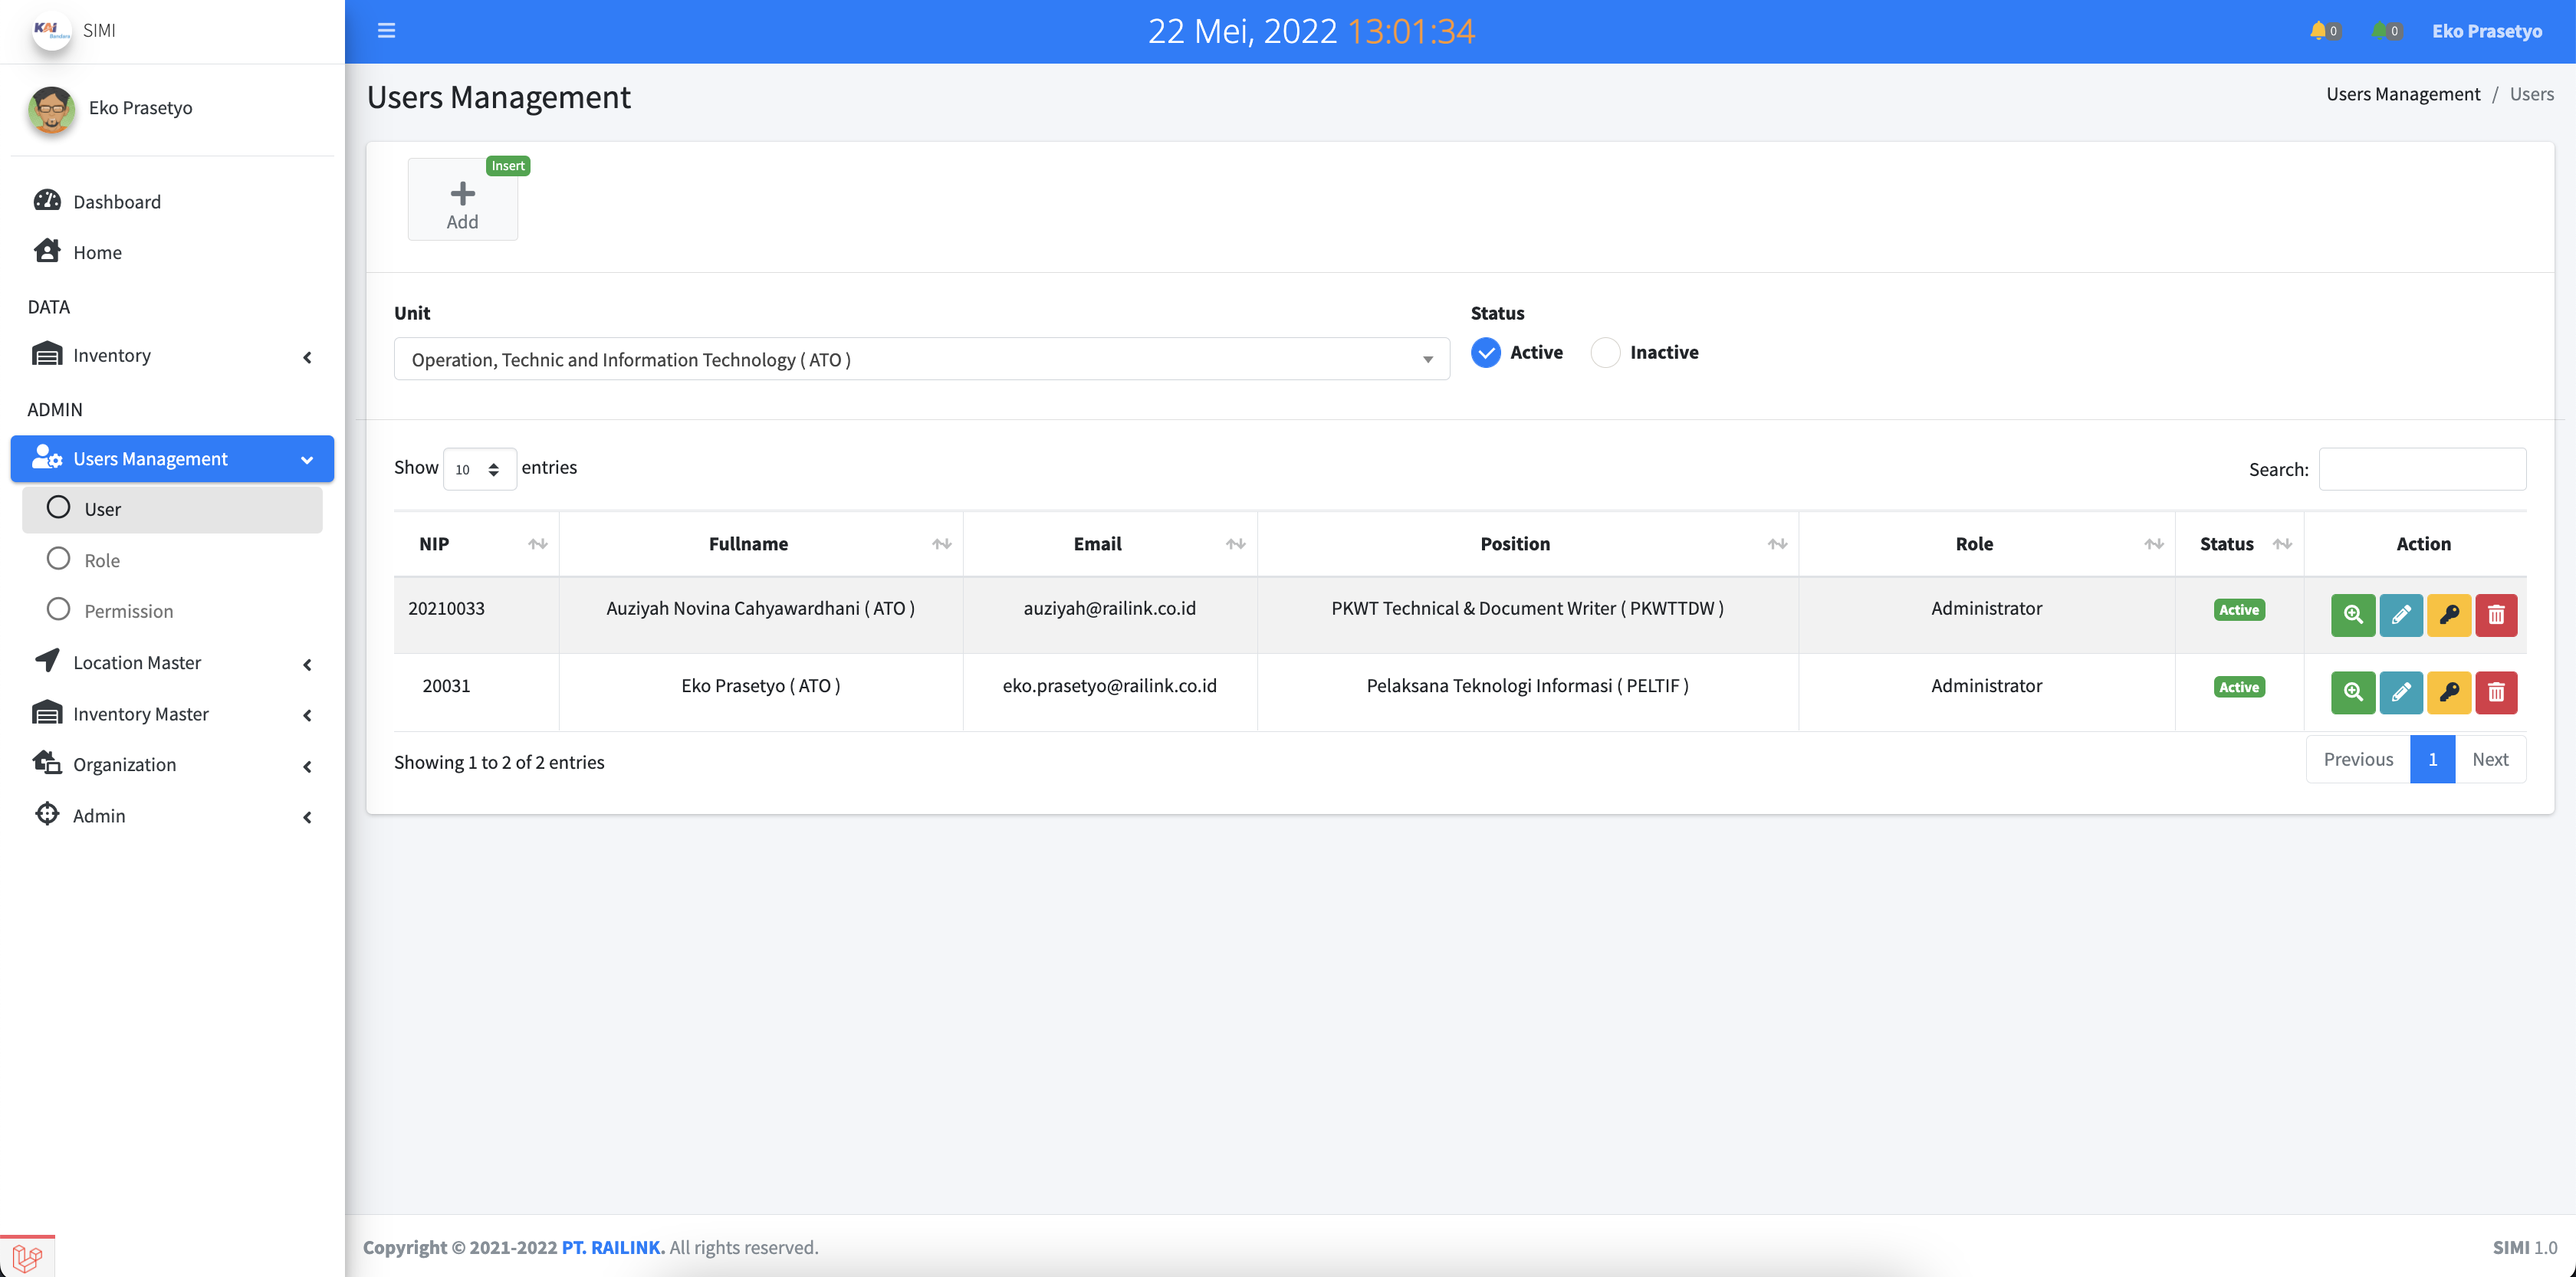 KAI Bandara SIMI
22 Mei, 2022 13:01:34
0 0 Eko Prasetyo
Eko Prasetyo
Users Management
Users Management / Users
Dashboard
Home
DATA
Inventory
ADMIN
Users Management
User
Role
Permission
Location Master
Inventory Master
Organization
Admin
Insert
Add
Unit
Operation, Technic and Information Technology ( ATO )
Status
Active Inactive
Show 10 entries
Search:
NIP Fullname Email Position Role Status Action
20210033 Auziyah Novina Cahyawardhani ( ATO ) auziyah@railink.co.id PKWT Technical & Document Writer ( PKWTTDW ) Administrator Active
20031 Eko Prasetyo ( ATO ) eko.prasetyo@railink.co.id Pelaksana Teknologi Informasi ( PELTIF ) Administrator Active
Showing 1 to 2 of 2 entries
Previous 1 Next
Copyright © 2021-2022 PT. RAILINK. All rights reserved.
SIMI 1.0